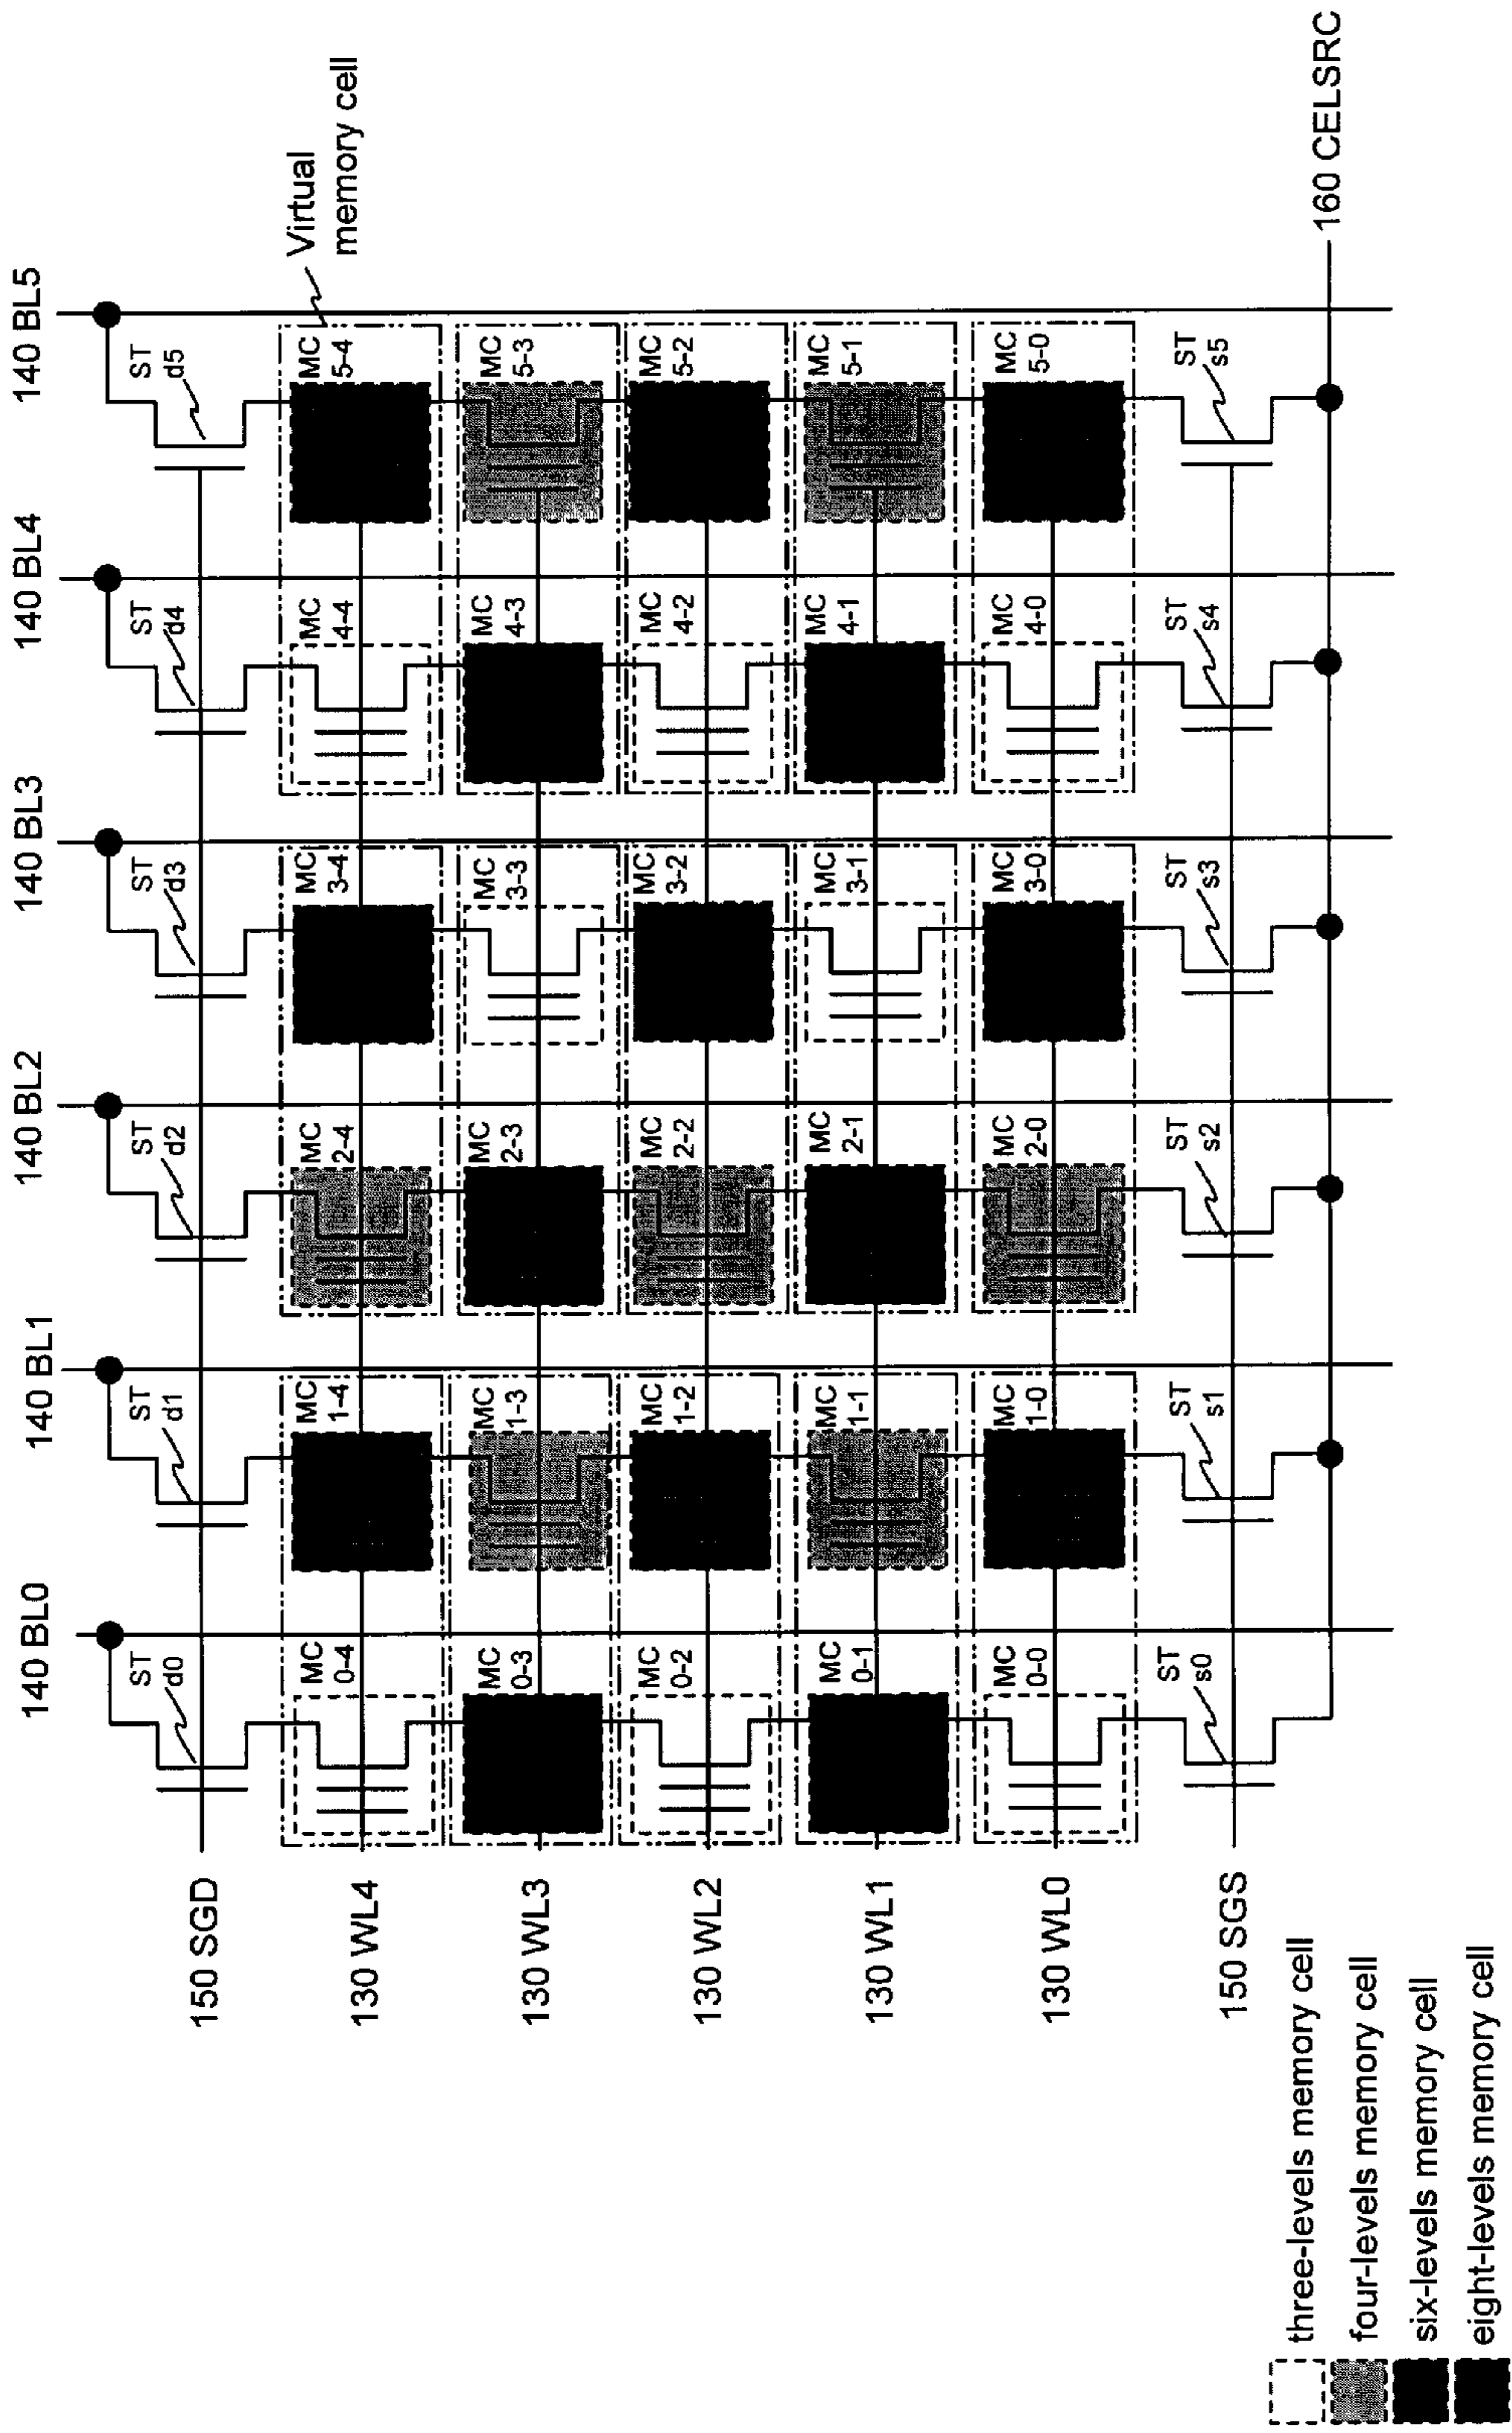 140 BL0
140 BL1
140 BL2
140 BL3
140 BL4
140 BL5
ST
d0
ST
d1
ST
d2
ST
d3
ST
d4
ST
d5
150 SGD
Virtual
memory cell
130 WL4
MC
0-4
MC
1-4
MC
2-4
MC
3-4
MC
4-4
MC
5-4
130 WL3
MC
0-3
MC
1-3
MC
2-3
MC
3-3
MC
4-3
MC
5-3
130 WL2
MC
0-2
MC
1-2
MC
2-2
MC
3-2
MC
4-2
MC
5-2
130 WL1
MC
0-1
MC
1-1
MC
2-1
MC
3-1
MC
4-1
MC
5-1
130 WL0
MC
0-0
MC
1-0
MC
2-0
MC
3-0
MC
4-0
MC
5-0
150 SGS
ST
s0
ST
s1
ST
s2
ST
s3
ST
s4
ST
s5
160 CELSRC
three-levels memory cell
four-levels memory cell
six-levels memory cell
eight-levels memory cell